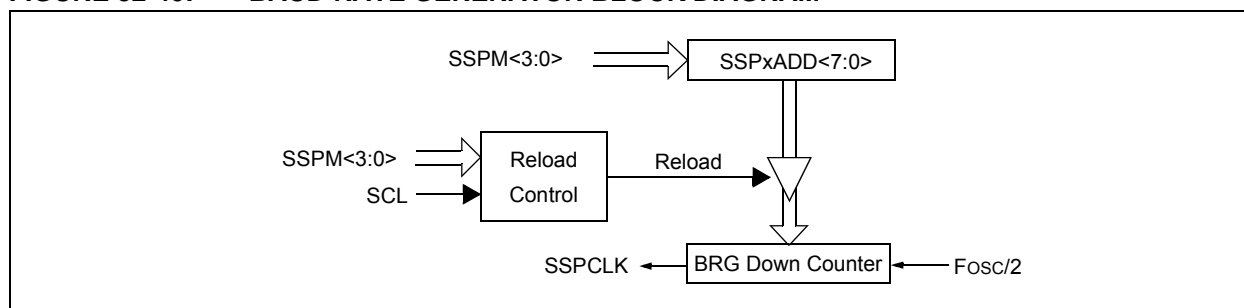 SSPM<3:0>
SSPxADD<7:0>
SSPM<3:0>
SCL
Reload
Control
Reload
SSPCLK
BRG Down Counter
FOSC/2